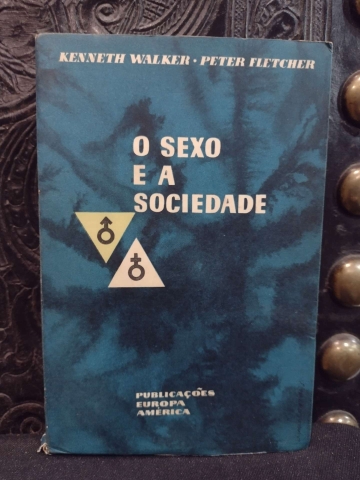 KENNETH WALKER · PETER FLETCHER
O SEXO
E A
SOCIEDADE
PUBLICAÇÕES
EUROPA
AMÉRICA